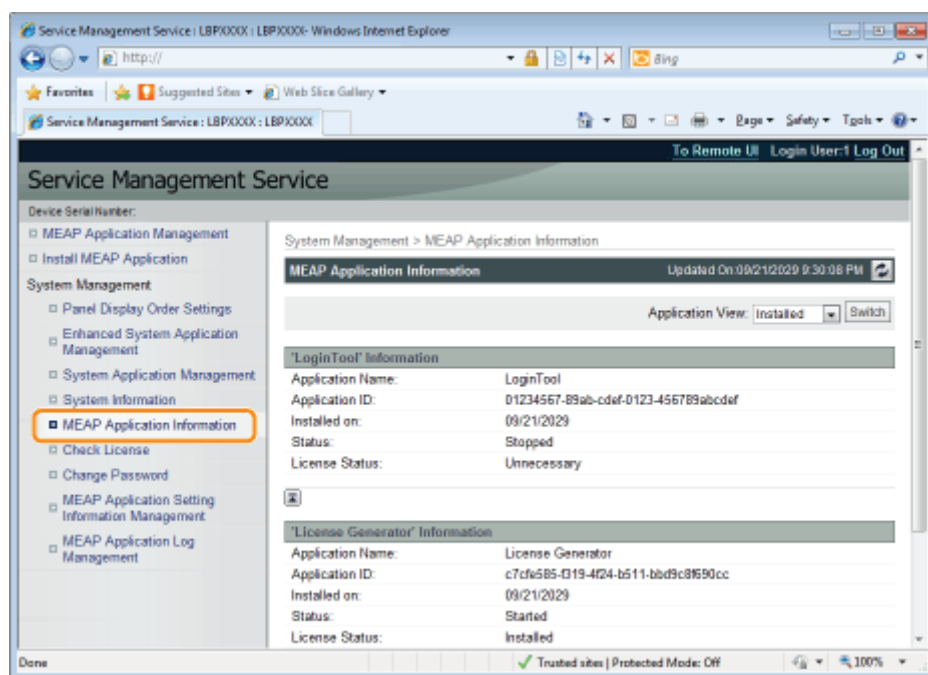 Service Management Service : LBPXXXX : LBPXXXX- Windows Internet Explorer
http://
Bing
Favorites Suggested Sites Web Slice Gallery
Service Management Service : LBPXXXX : LBPXXXX
Page Safety Tools
To Remote UI Login User:1 Log Out
Service Management Service
Device Serial Number:
MEAP Application Management
Install MEAP Application
System Management
Panel Display Order Settings
Enhanced System Application
Management
System Application Management
System Information
MEAP Application Information
Check License
Change Password
MEAP Application Setting
Information Management
MEAP Application Log
Management
System Management > MEAP Application Information
MEAP Application Information Updated On:09/21/2029 9:30:08 PM
Application View: Installed Switch
'LoginTool' Information
Application Name: LoginTool
Application ID: 01234567-89ab-cdef-0123-456789abcdef
Installed on: 09/21/2029
Status: Stopped
License Status: Unnecessary
'License Generator' Information
Application Name: License Generator
Application ID: c7cfe585-f319-4f24-b511-bbd9c8f690cc
Installed on: 09/21/2029
Status: Started
License Status: Installed
Done
Trusted sites | Protected Mode: Off
100%